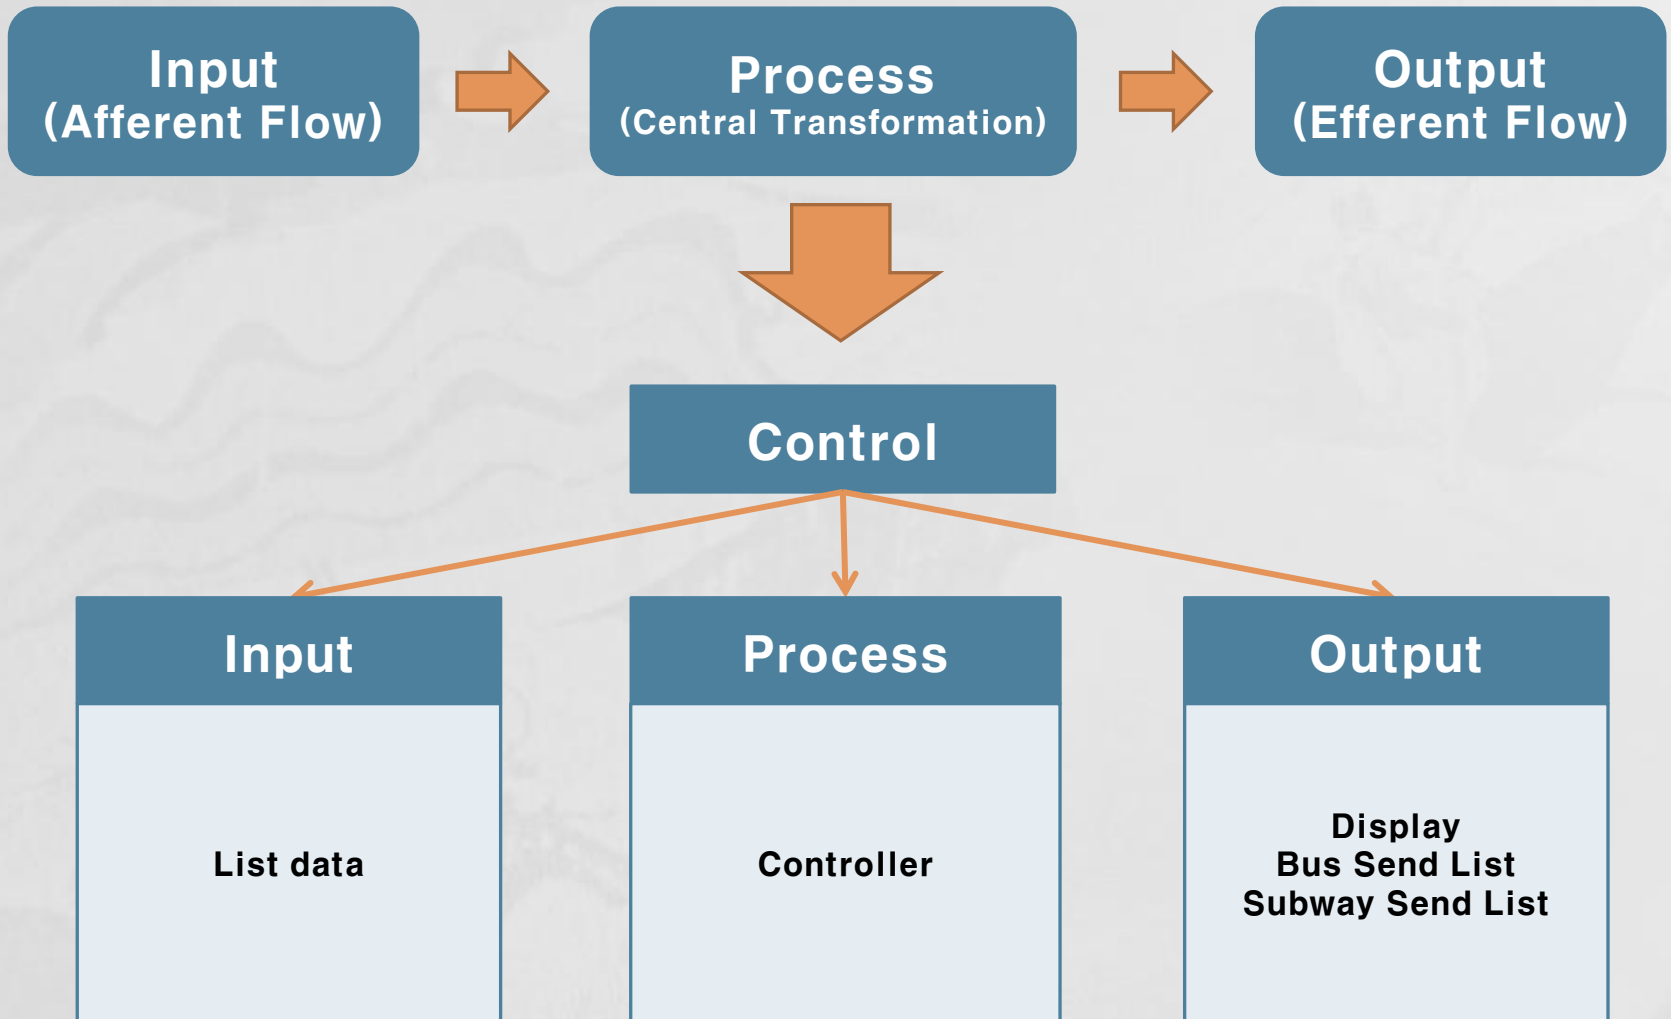 Input
(Afferent Flow)
Process
(Central Transformation)
Output
(Efferent Flow)
Control
Input
Process
Output
List data
Controller
Display
Bus Send List
Subway Send List